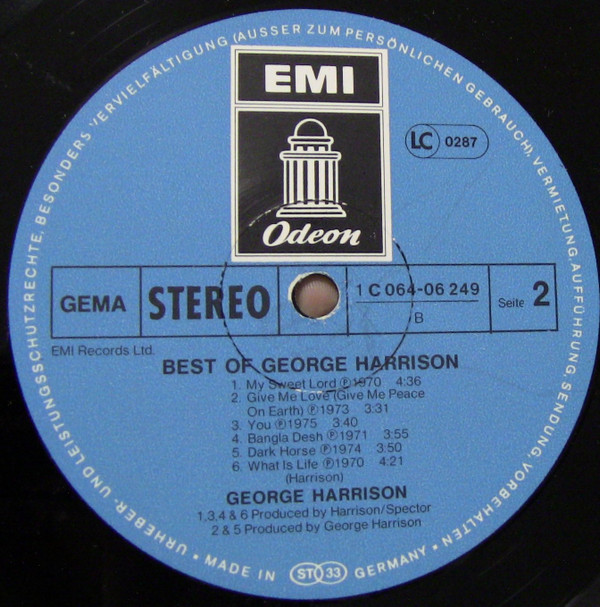 URHEBER- UND LEISTUNGSSCHUTZRECHTE, BESONDERS VERVIELFÄLTIGUNG (AUSSER ZUM PERSÖNLICHEN GEBRAUCH), VERMIETUNG, AUFFÜHRUNG, SENDUNG, VORBEHALTEN
EMI
LC 0287
Odeon
GEMA STEREO 1 C 064-06 249 Seite 2
B
EMI Records Ltd.
BEST OF GEORGE HARRISON
1. My Sweet Lord ℗1970 4:36
2. Give Me Love (Give Me Peace
On Earth) ℗1973 3:31
3. You ℗1975 3:40
4. Bangla Desh ℗1971 3:55
5. Dark Horse ℗1974 3:50
6. What Is Life ℗1970 4:21
(Harrison)
GEORGE HARRISON
1,3,4 & 6 Produced by Harrison/Spector
2 & 5 Produced by George Harrison
• MADE IN ST 33 GERMANY •